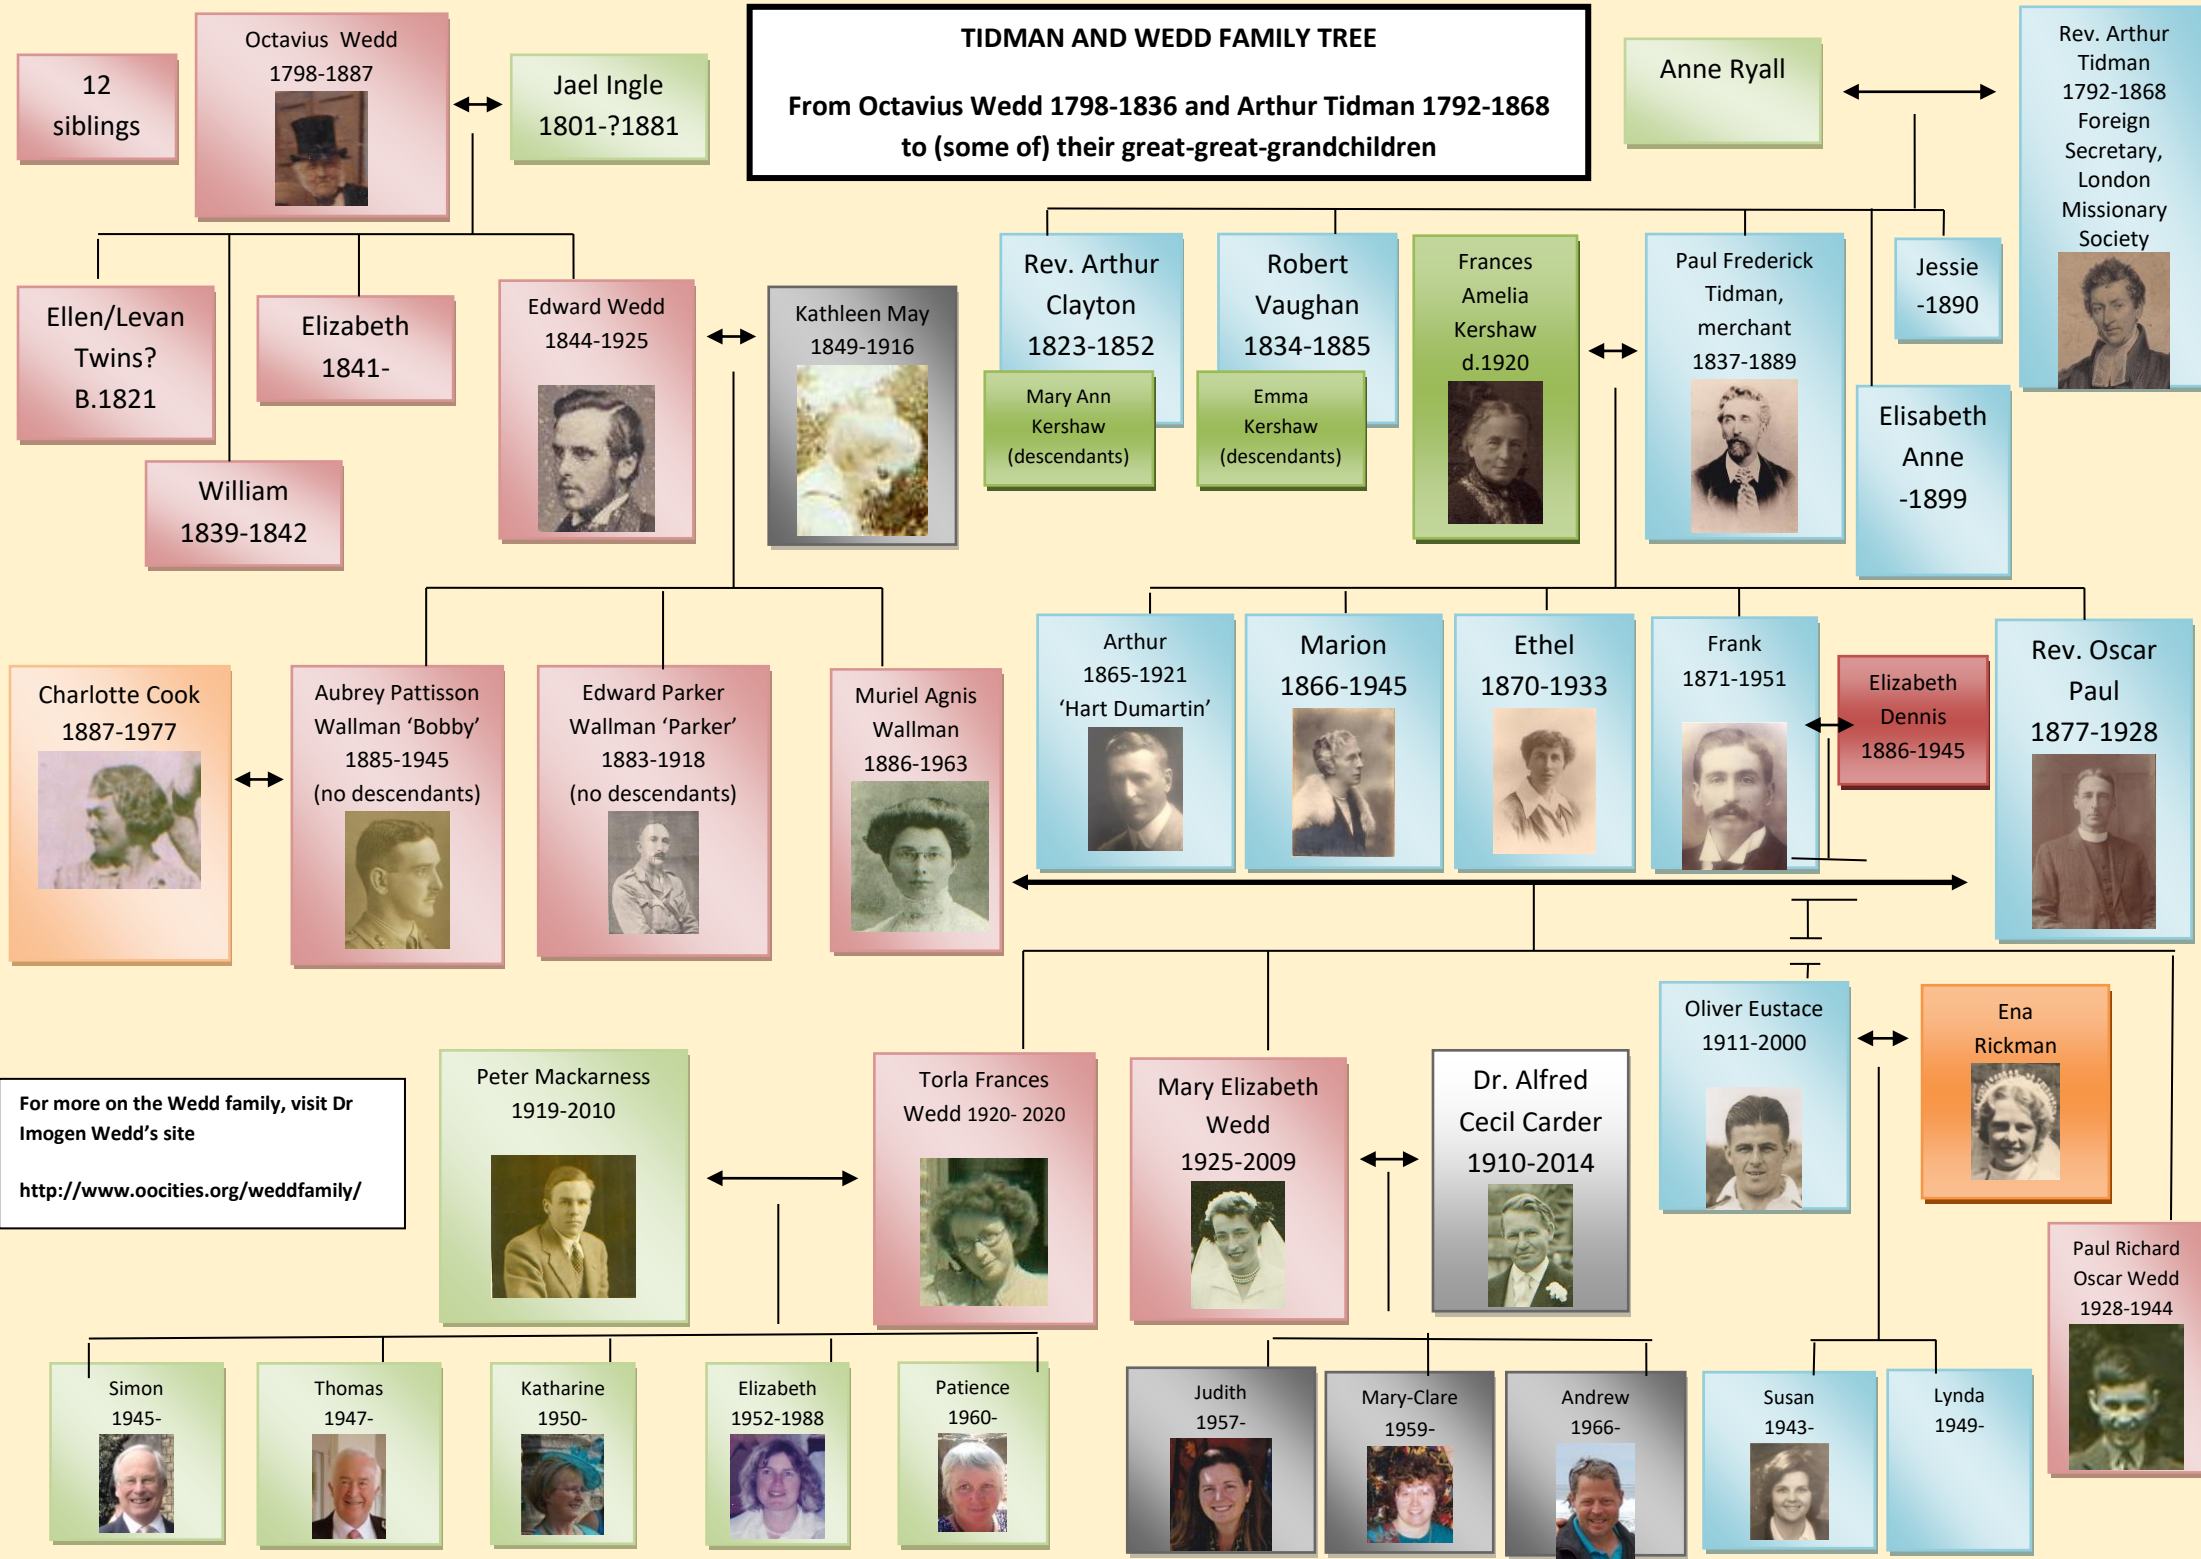 TIDMAN AND WEDD FAMILY TREE
From Octavius Wedd 1798-1836 and Arthur Tidman 1792-1868
to (some of) their great-great-grandchildren
12
siblings
Octavius Wedd
1798-1887
Jael Ingle
1801-?1881
Anne Ryall
Rev. Arthur
Tidman
1792-1868
Foreign
Secretary,
London
Missionary
Society
Ellen/Levan
Twins?
B.1821
William
1839-1842
Elizabeth
1841-
Edward Wedd
1844-1925
Kathleen May
1849-1916
Rev. Arthur
Clayton
1823-1852
Mary Ann
Kershaw
(descendants)
Robert
Vaughan
1834-1885
Emma
Kershaw
(descendants)
Frances
Amelia
Kershaw
d.1920
Paul Frederick
Tidman,
merchant
1837-1889
Elisabeth
Anne
-1899
Jessie
-1890
Charlotte Cook
1887-1977
Aubrey Pattisson
Wallman ‘Bobby’
1885-1945
(no descendants)
Edward Parker
Wallman ‘Parker’
1883-1918
(no descendants)
Muriel Agnis
Wallman
1886-1963
Arthur
1865-1921
‘Hart Dumartin’
Marion
1866-1945
Ethel
1870-1933
Frank
1871-1951
Elizabeth
Dennis
1886-1945
Rev. Oscar
Paul
1877-1928
For more on the Wedd family, visit Dr
Imogen Wedd’s site
http://www.oocities.org/weddfamily/
Peter Mackarness
1919-2010
Torla Frances
Wedd 1920- 2020
Mary Elizabeth
Wedd
1925-2009
Dr. Alfred
Cecil Carder
1910-2014
Oliver Eustace
1911-2000
Ena
Rickman
Paul Richard
Oscar Wedd
1928-1944
Simon
1945-
Thomas
1947-
Katharine
1950-
Elizabeth
1952-1988
Patience
1960-
Judith
1957-
Mary-Clare
1959-
Andrew
1966-
Susan
1943-
Lynda
1949-